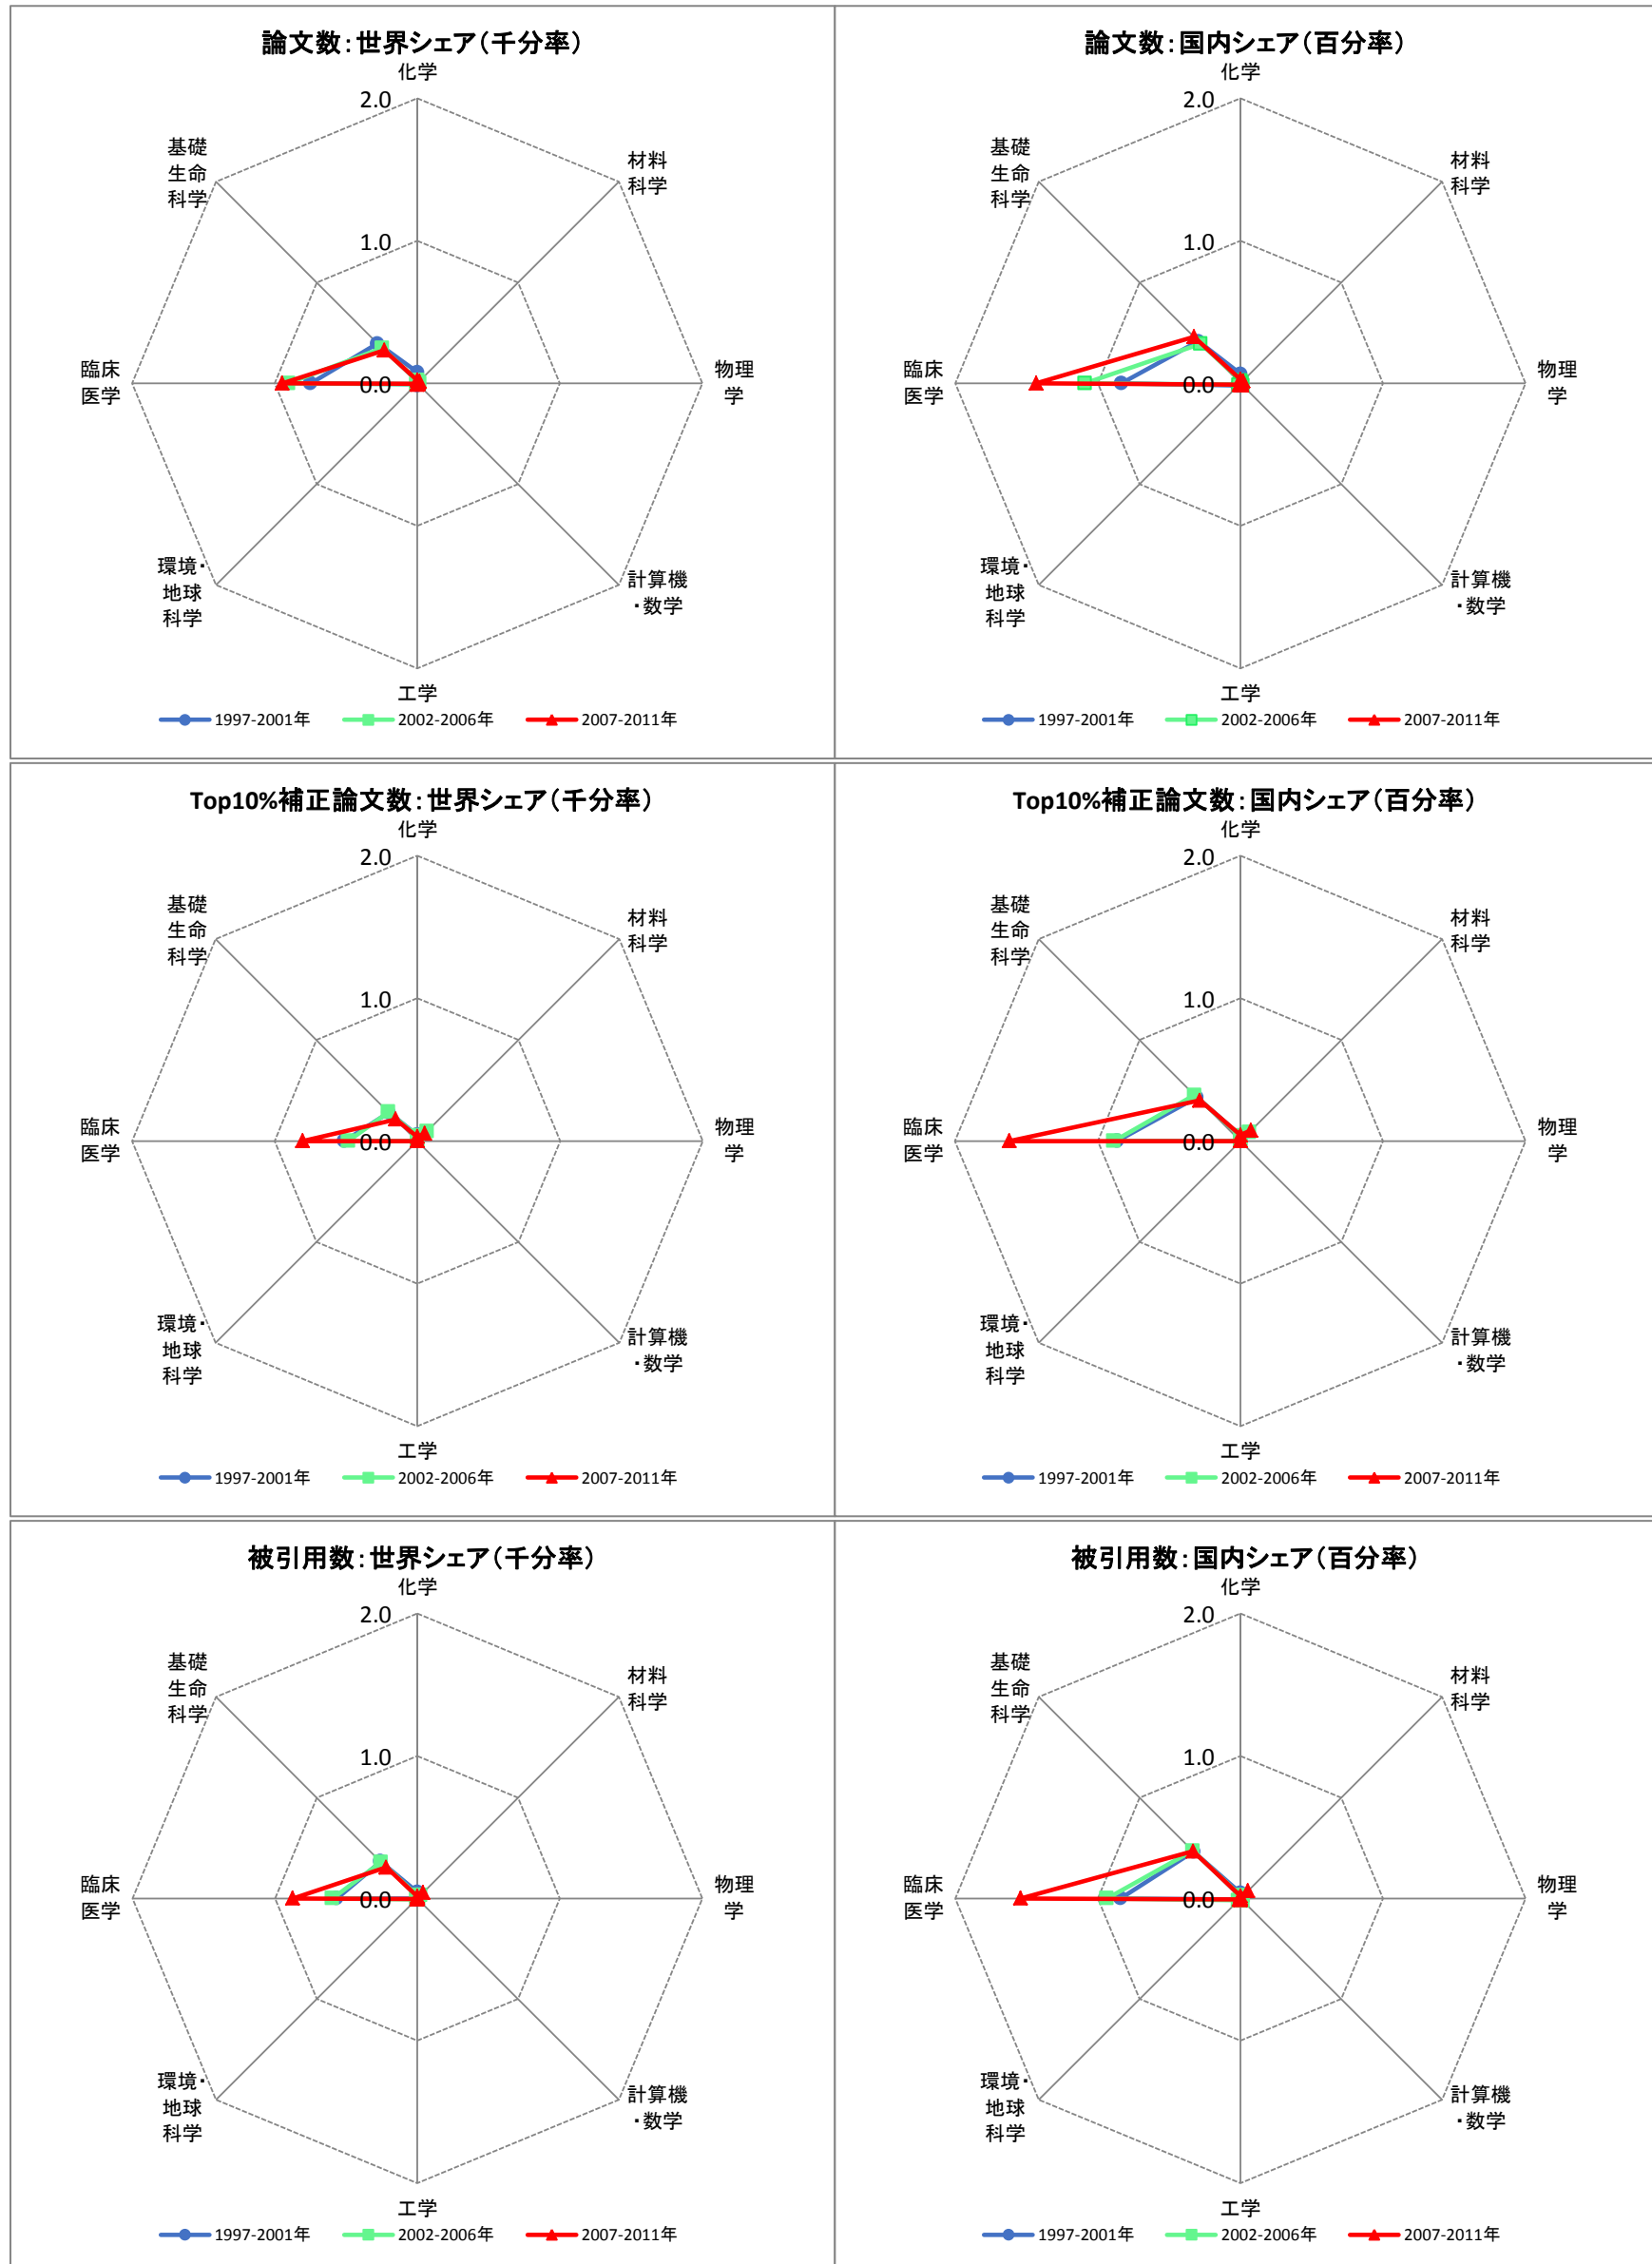 論文数：世界シェア（千分率）
化学
2.0
1.0
0.0
材料
科学
物理
学
計算機
・数学
工学
環境・
地球
科学
臨床
医学
基礎
生命
科学
1997-2001年 2002-2006年 2007-2011年
論文数：国内シェア（百分率）
化学
2.0
1.0
0.0
材料
科学
物理
学
計算機
・数学
工学
環境・
地球
科学
臨床
医学
基礎
生命
科学
1997-2001年 2002-2006年 2007-2011年
Top10%補正論文数：世界シェア（千分率）
化学
2.0
1.0
0.0
材料
科学
物理
学
計算機
・数学
工学
環境・
地球
科学
臨床
医学
基礎
生命
科学
1997-2001年 2002-2006年 2007-2011年
Top10%補正論文数：国内シェア（百分率）
化学
2.0
1.0
0.0
材料
科学
物理
学
計算機
・数学
工学
環境・
地球
科学
臨床
医学
基礎
生命
科学
1997-2001年 2002-2006年 2007-2011年
被引用数：世界シェア（千分率）
化学
2.0
1.0
0.0
材料
科学
物理
学
計算機
・数学
工学
環境・
地球
科学
臨床
医学
基礎
生命
科学
1997-2001年 2002-2006年 2007-2011年
被引用数：国内シェア（百分率）
化学
2.0
1.0
0.0
材料
科学
物理
学
計算機
・数学
工学
環境・
地球
科学
臨床
医学
基礎
生命
科学
1997-2001年 2002-2006年 2007-2011年